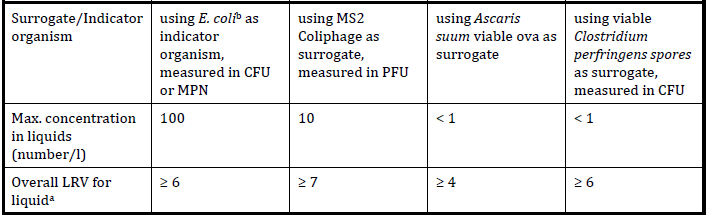 Surrogate/Indicator organism
using E. coliᵇ as indicator organism, measured in CFU or MPN
using MS2 Coliphage as surrogate, measured in PFU
using Ascaris suum viable ova as surrogate
using viable Clostridium perfringens spores as surrogate, measured in CFU
Max. concentration in liquids (number/l)
100
10
< 1
< 1
Overall LRV for liquidᵃ
≥ 6
≥ 7
≥ 4
≥ 6